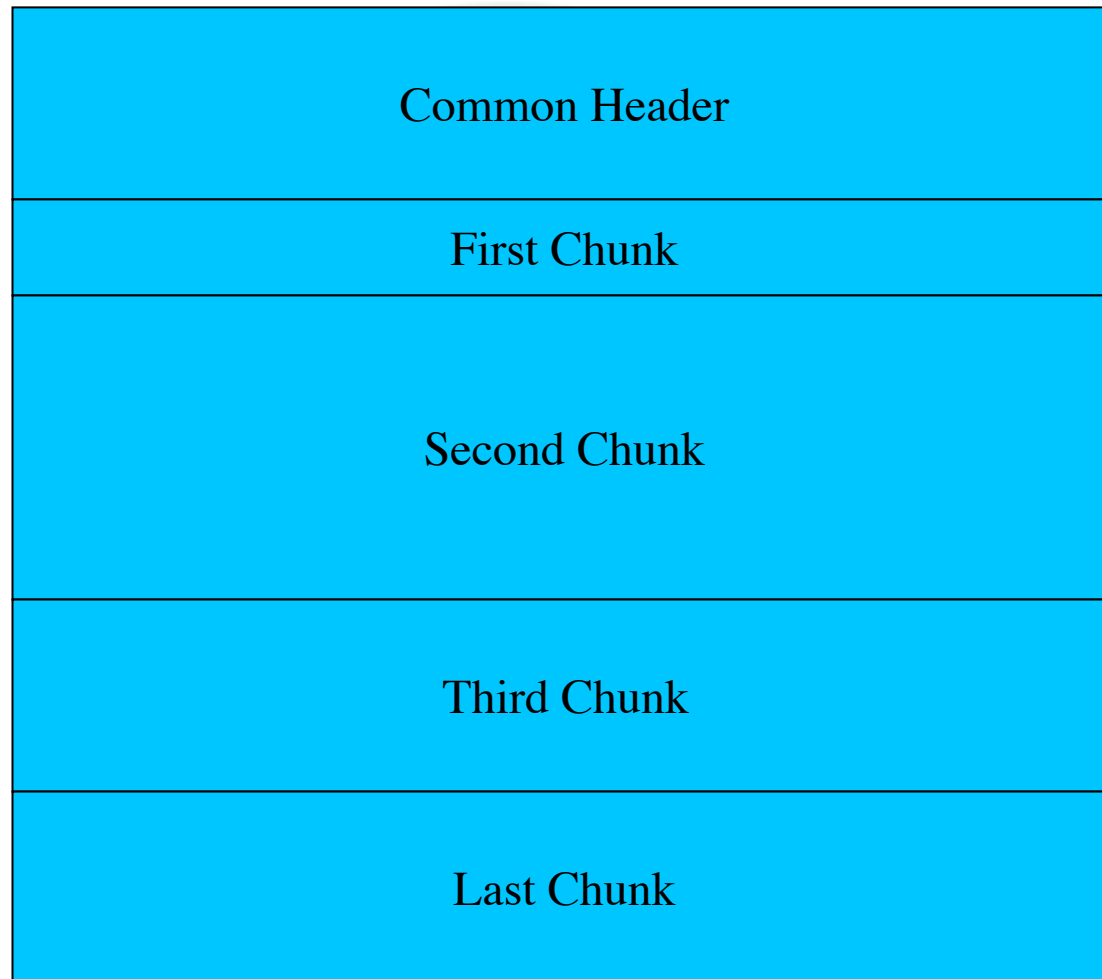 Common Header
First Chunk
Second Chunk
Third Chunk
Last Chunk